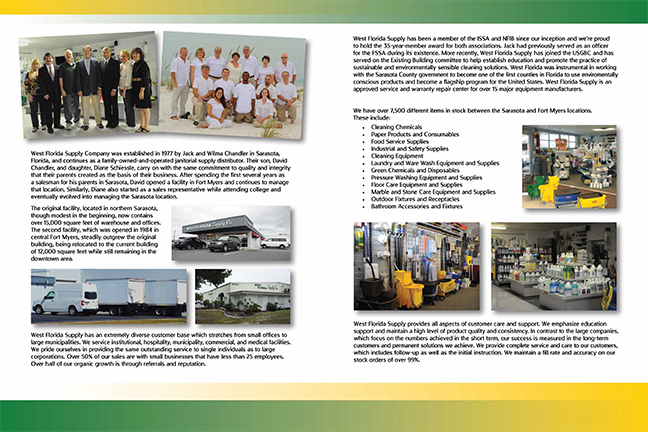 West Florida Supply Company was established in 1977 by Jack and Wilma Chandler in Sarasota,
Florida, and continues as a family-owned-and-operated janitorial supply distributor. Their son, David
Chandler, and daughter, Diane Schiessle, carry on with the same commitment to quality and integrity
that their parents created as the basis of their business. After spending the first several years as
a salesman for his parents in Sarasota, David opened a facility in Fort Myers and continues to manage
that location. Similarly, Diane also started as a sales representative while attending college and
eventually evolved into managing the Sarasota location.
The original facility, located in northern Sarasota,
though modest in the beginning, now contains
over 15,000 square feet of warehouse and offices.
The second facility, which was opened in 1984 in
central Fort Myers, steadily outgrew the original
building, being relocated to the current building
of 12,000 square feet while still remaining in the
downtown area.
West Florida Supply has an extremely diverse customer base which stretches from small offices to
large municipalities. We service institutional, hospitality, municipality, commercial, and medical facilities.
We pride ourselves in providing the same outstanding service to single individuals as to large
corporations. Over 50% of our sales are with small businesses that have less than 25 employees.
Over half of our organic growth is through referrals and reputation.
West Florida Supply has been a member of the ISSA and NFIB since our inception and we're proud
to hold the 35-year-member award for both associations. Jack had previously served as an officer
for the FSSA during its existence. More recently, West Florida Supply has joined the USGBC and has
served on the Existing Building committee to help establish education and promote the practice of
sustainable and environmentally sensible cleaning solutions. West Florida was instrumental in working
with the Sarasota County government to become one of the first counties in Florida to use enviromentally
conscious products and become a flagship program for the United States. West Florida Supply is an
approved service and warranty repair center for over 15 major equipment manufacturers.
We have over 7,500 different items in stock between the Sarasota and Fort Myers locations.
These include:
• Cleaning Chemicals
• Paper Products and Consumables
• Food Service Supplies
• Industrial and Safety Supplies
• Cleaning Equipment
• Laundry and Ware Wash Equipment and Supplies
• Green Chemicals and Disposables
• Pressure Washing Equipment and Supplies
• Floor Care Equipment and Supplies
• Marble and Stone Care Equipment and Supplies
• Outdoor Fixtures and Receptacles
• Bathroom Accessories and Fixtures
West Florida Supply provides all aspects of customer care and support. We emphasize education
support and maintain a high level of product quality and consistency. In contrast to the large companies,
which focus on the numbers achieved in the short term, our success is measured in the long-term
customers and permanent solutions we achieve. We provide complete service and care to our customers,
which includes follow-up as well as the initial instruction. We maintain a fill rate and accuracy on our
stock orders of over 99%.